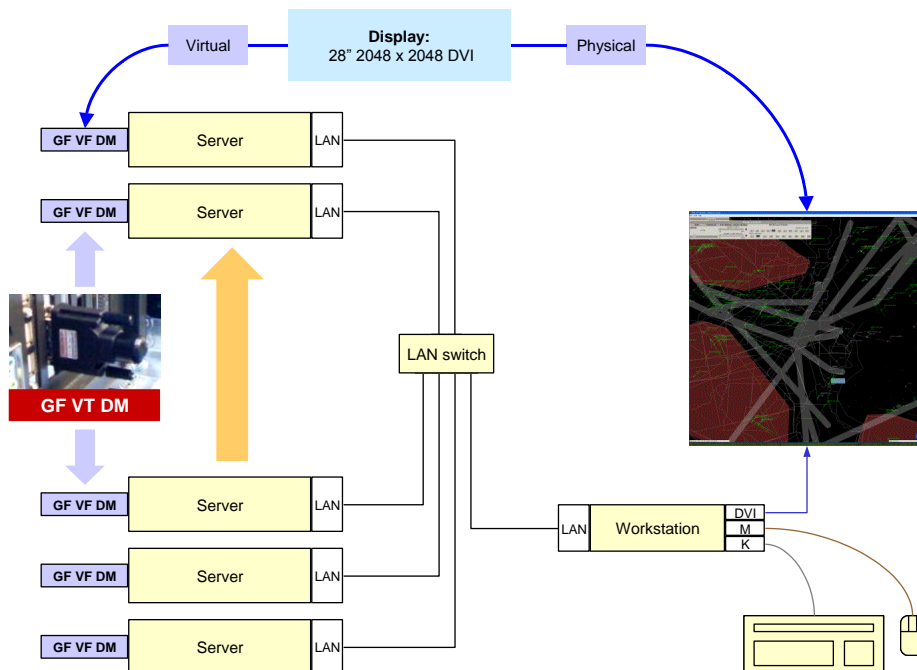 Display:
28” 2048 x 2048 DVI
Virtual
Physical
GF VF DM
Server
LAN
GF VF DM
Server
LAN
GF VT DM
LAN switch
GF VF DM
Server
LAN
GF VF DM
Server
LAN
GF VF DM
Server
LAN
LAN
Workstation
DVI
M
K